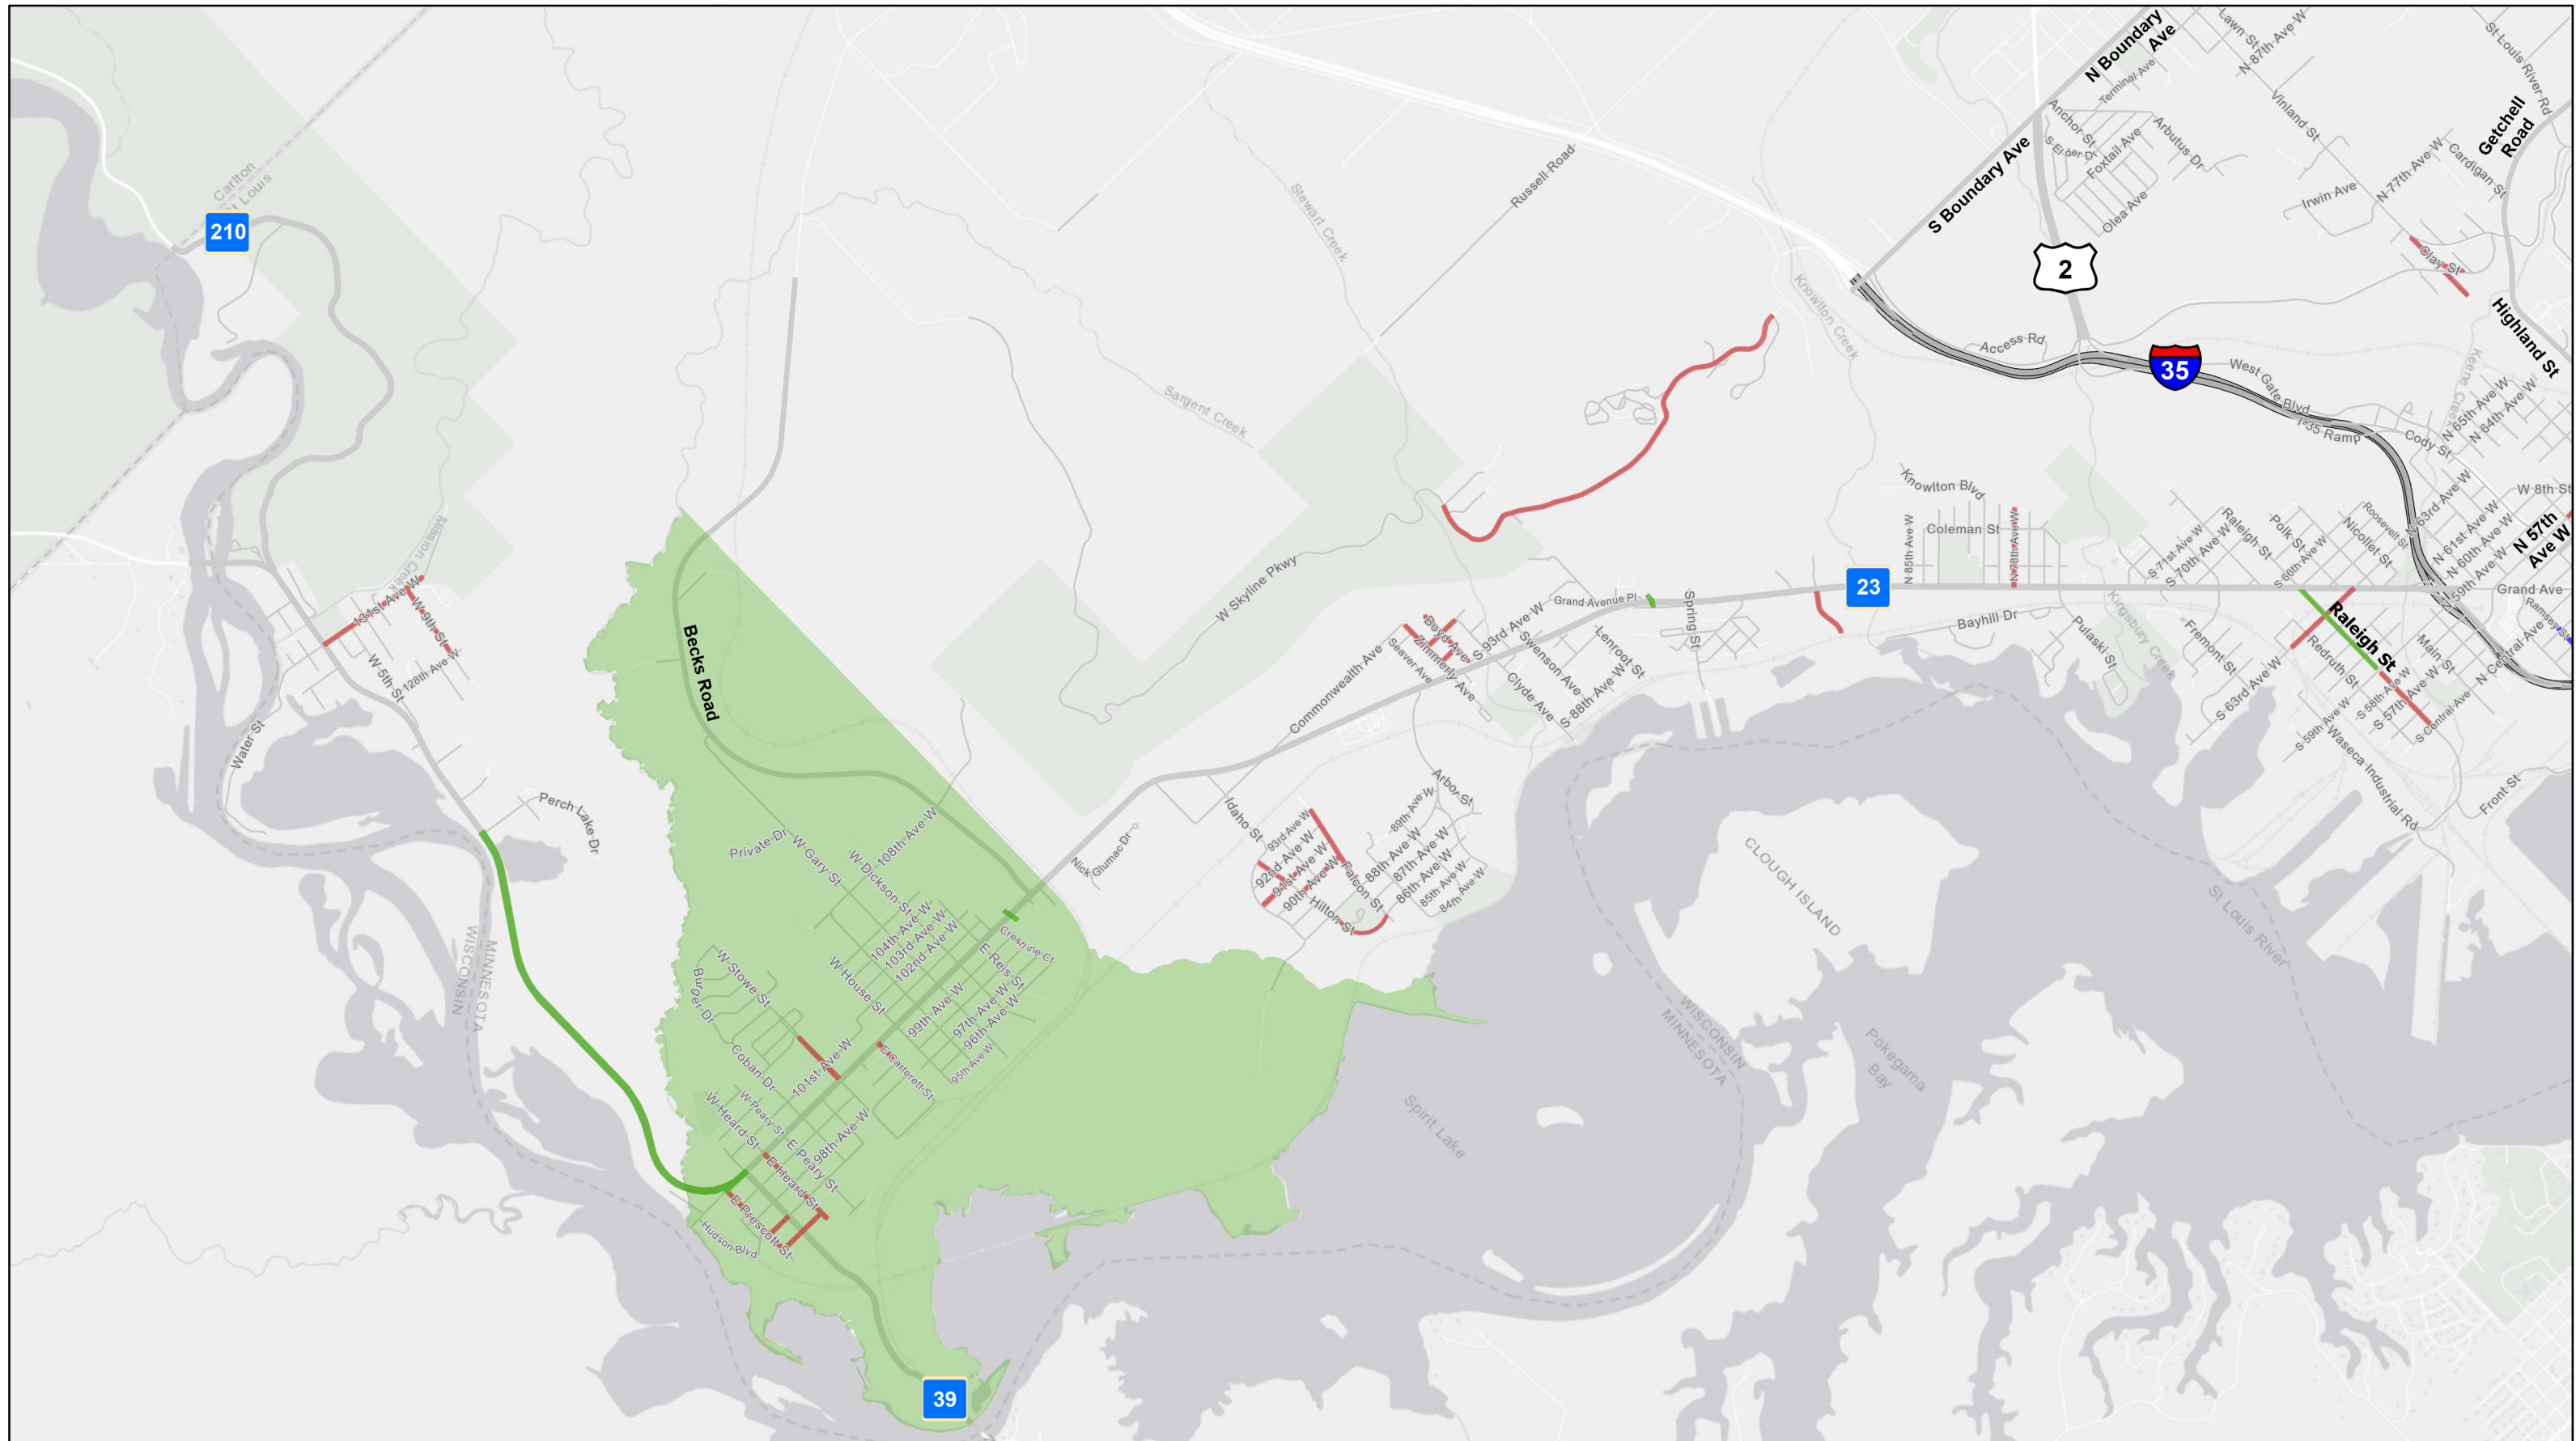 N Boundary
Ave
Lawn St
N 87th Ave W
St Louis River Rd
Terminal Ave
Anchor St
Vinland St
Getchell
Road
Arbutus Dr
Foxtail Ave
S Boundary Ave
N 77th Ave W
Cardigan St
Russell Road
Carlton
Stewart Creek
Irwin Ave
Olea Ave
210
2
Clay St
Knowlton Creek
Highland St
Access Rd
35
West Gate Blvd
Keene Creek
N 65th Ave W
N 64th Ave W
I-35 Ramp
Sargent Creek
Cody St
Knowlton Blvd
W 8th St
N 63rd Ave W
Coleman St
N 85th Ave W
N 78th Ave W
Raleigh St
Polk St
Roosevelt St
Nicollet St
N 61st Ave W
N 60th Ave W
N 59th Ave W
N 57th
Ave W
S 71st Ave W
S 70th Ave W
S 66th Ave W
Mission Creek
131st Ave W
W 9th St
W Skyline Pkwy
Grand Avenue Pl
Spring St
23
Grand Ave
Ramsey St
Kingsbury Creek
Bayhill Dr
Pulaski St
Fremont St
Raleigh St
Redruth St
Main St
N Central Ave
W 5th St
S 128th Ave W
Becks Road
Commonwealth Ave
Boyd Ave
Zimmerly Ave
Seaver Ave
S 93rd Ave W
Swenson Ave
Lenroot St
Clyde Ave
S 88th Ave W
S 63rd Ave W
S 59th Ave W
S 58th Ave W
S 57th Ave W
S Central Ave
Waseca Industrial Rd
Front St
Water St
Perch Lake Dr
Private Dr
W Gary St
W Dickson St
108th Ave W
Nick Glumac Dr
Idaho St
93rd Ave W
92nd Ave W
91st Ave W
90th Ave W
Falcon St
Hilton St
Arbor St
89th Ave W
88th Ave W
87th Ave W
86th Ave W
85th Ave W
84th Ave W
CLOUGH ISLAND
St Louis River
104th Ave W
103rd Ave W
102nd Ave W
E Reis St
W House St
WISCONSIN
MINNESOTA
W Stowe St
Burger Dr
99th Ave W
97th Ave W
96th Ave W
95th Ave W
Coban Dr
101st Ave W
E Carterett St
WISCONSIN
MINNESOTA
Pokegama
Bay
W Peary St
W Heard St
E Peary St
98th Ave W
E Heard St
Spirit Lake
E Prescott St
Hudson Blvd
39